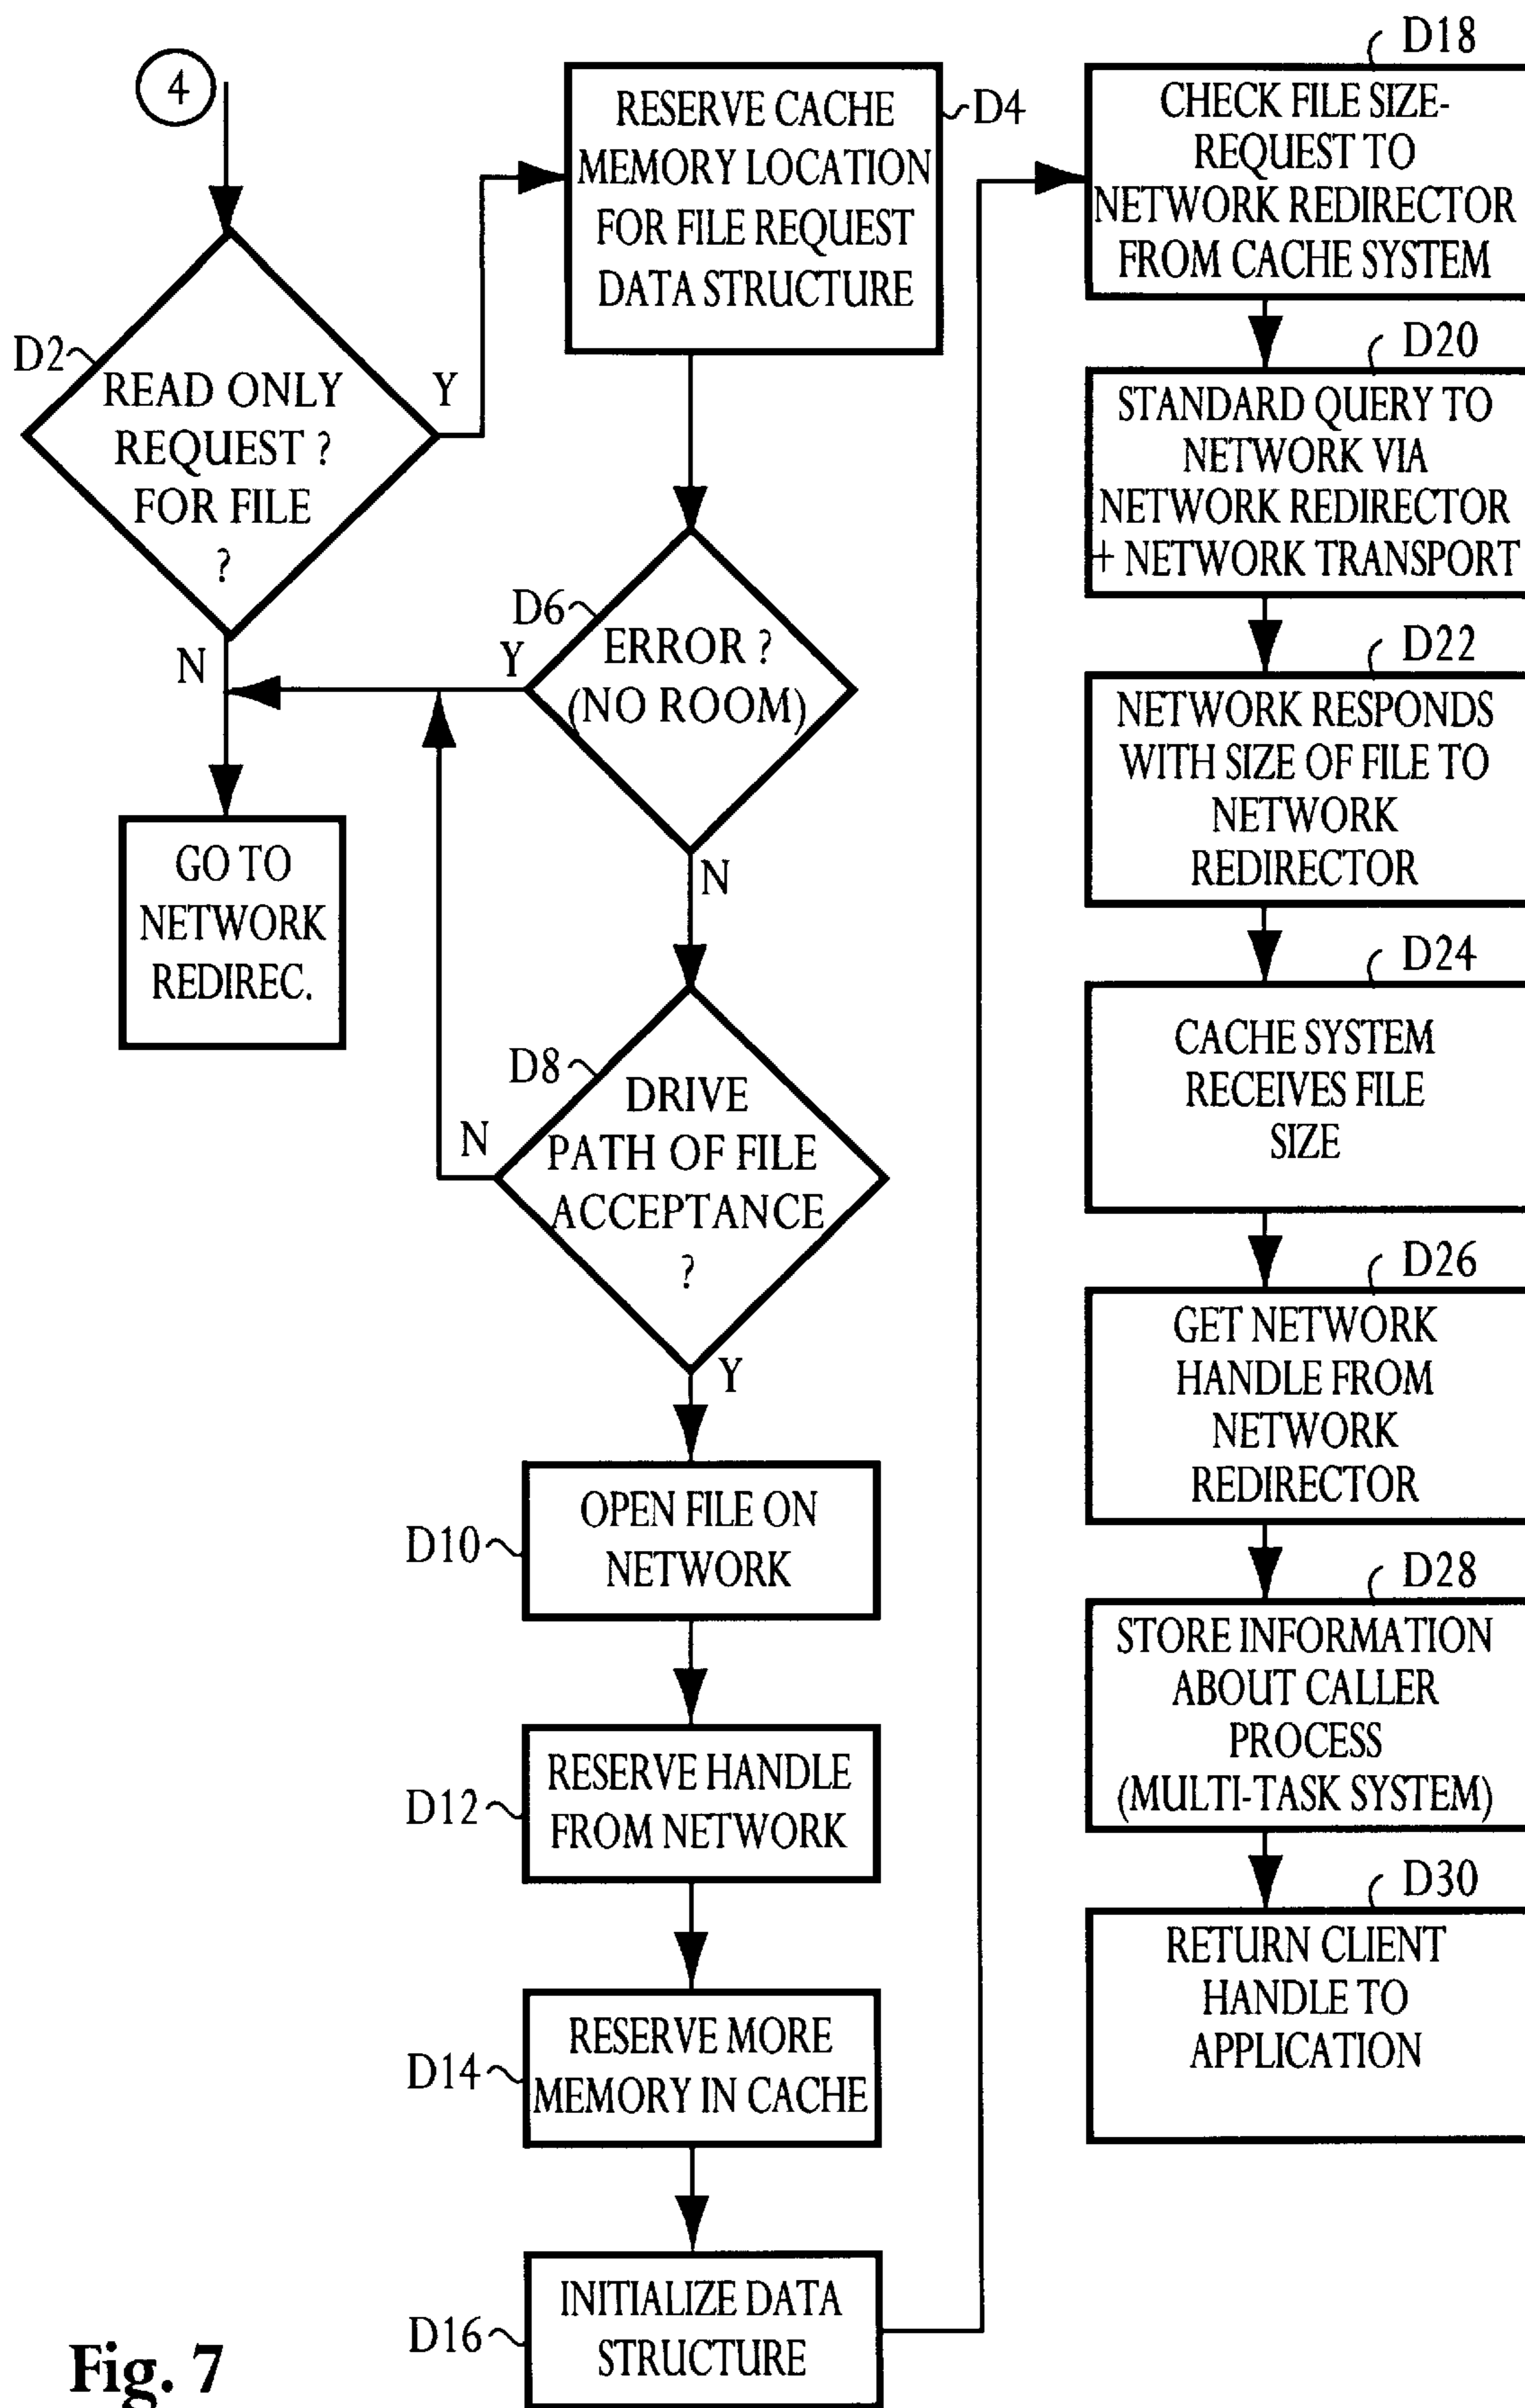 4
D2
READ ONLY
REQUEST ?
FOR FILE
?
Y
N
GO TO
NETWORK
REDIREC.
RESERVE CACHE
MEMORY LOCATION
FOR FILE REQUEST
DATA STRUCTURE
D4
D6
ERROR ?
(NO ROOM)
Y
N
D8
DRIVE
PATH OF FILE
ACCEPTANCE
?
N
Y
D10
OPEN FILE ON
NETWORK
D12
RESERVE HANDLE
FROM NETWORK
D14
RESERVE MORE
MEMORY IN CACHE
D16
INITIALIZE DATA
STRUCTURE
D18
CHECK FILE SIZE-
REQUEST TO
NETWORK REDIRECTOR
FROM CACHE SYSTEM
D20
STANDARD QUERY TO
NETWORK VIA
NETWORK REDIRECTOR
+ NETWORK TRANSPORT
D22
NETWORK RESPONDS
WITH SIZE OF FILE TO
NETWORK
REDIRECTOR
D24
CACHE SYSTEM
RECEIVES FILE
SIZE
D26
GET NETWORK
HANDLE FROM
NETWORK
REDIRECTOR
D28
STORE INFORMATION
ABOUT CALLER
PROCESS
(MULTI-TASK SYSTEM)
D30
RETURN CLIENT
HANDLE TO
APPLICATION
Fig. 7